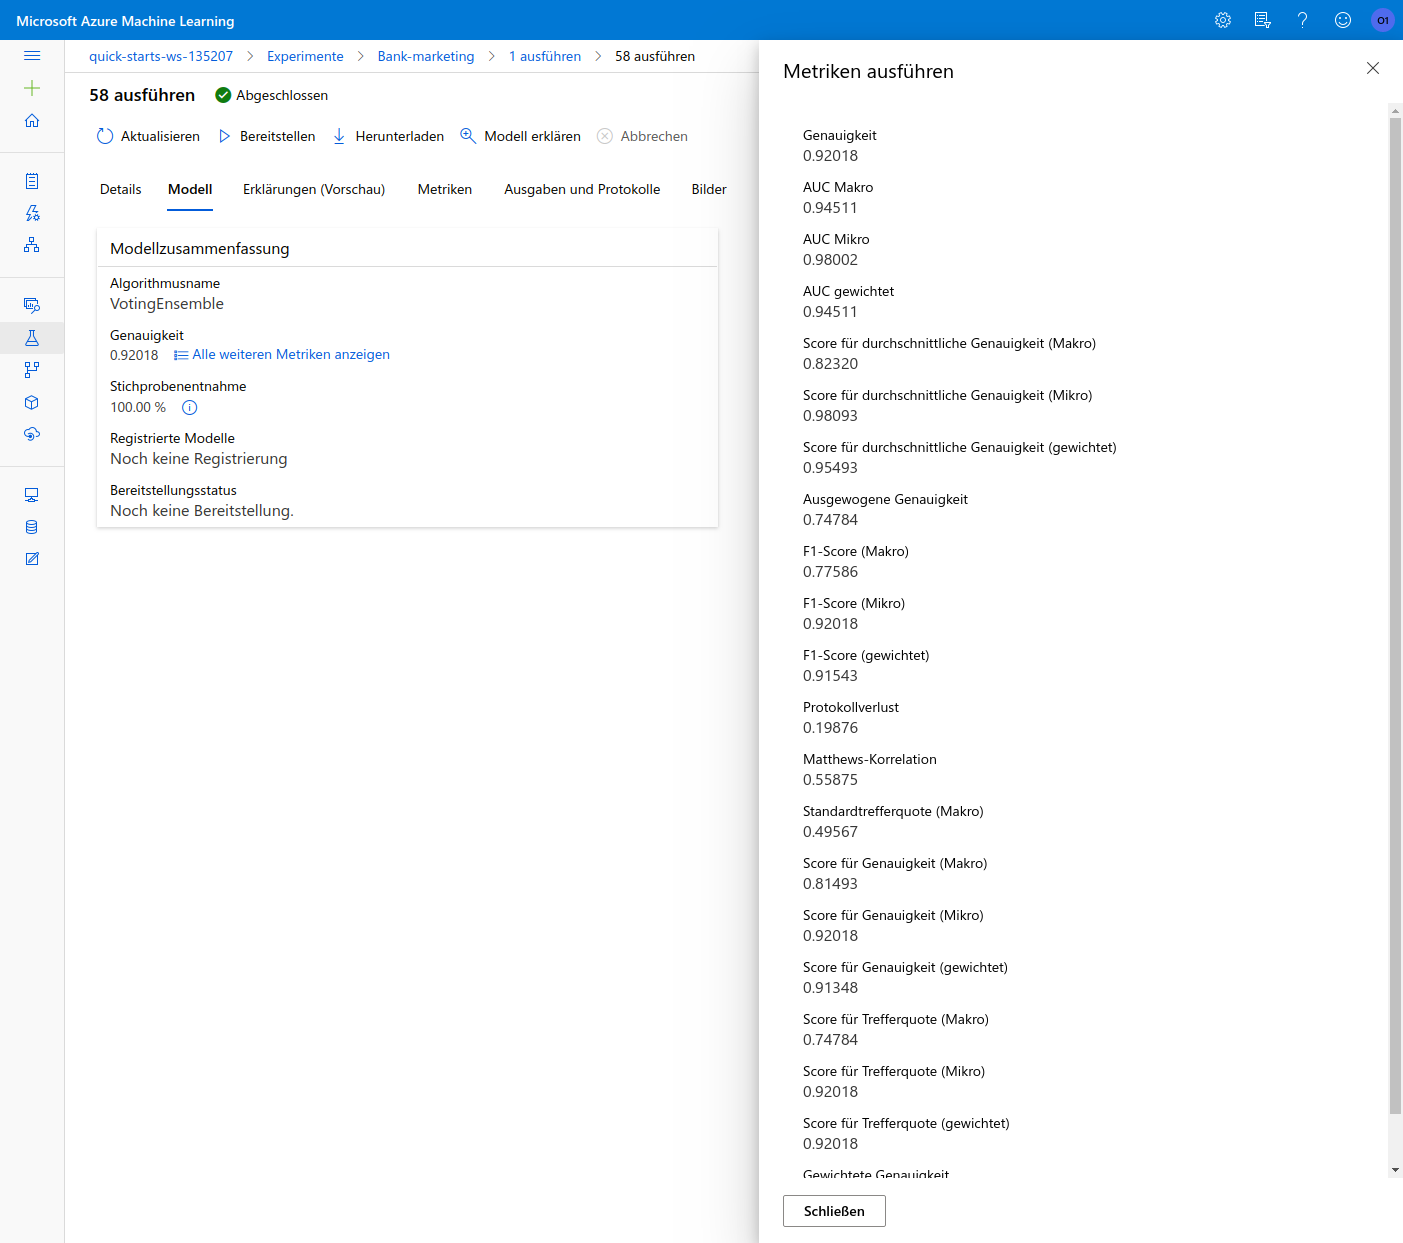 Microsoft Azure Machine Learning
O1
quick-starts-ws-135207 > Experimente > Bank-marketing > 1 ausführen > 58 ausführen
58 ausführen Abgeschlossen
Aktualisieren Bereitstellen Herunterladen Modell erklären Abbrechen
Details Modell Erklärungen (Vorschau) Metriken Ausgaben und Protokolle Bilder
Modellzusammenfassung
Algorithmusname
VotingEnsemble
Genauigkeit
0.92018 Alle weiteren Metriken anzeigen
Stichprobenentnahme
100.00 %
Registrierte Modelle
Noch keine Registrierung
Bereitstellungsstatus
Noch keine Bereitstellung.
Metriken ausführen
Genauigkeit
0.92018
AUC Makro
0.94511
AUC Mikro
0.98002
AUC gewichtet
0.94511
Score für durchschnittliche Genauigkeit (Makro)
0.82320
Score für durchschnittliche Genauigkeit (Mikro)
0.98093
Score für durchschnittliche Genauigkeit (gewichtet)
0.95493
Ausgewogene Genauigkeit
0.74784
F1-Score (Makro)
0.77586
F1-Score (Mikro)
0.92018
F1-Score (gewichtet)
0.91543
Protokollverlust
0.19876
Matthews-Korrelation
0.55875
Standardtrefferquote (Makro)
0.49567
Score für Genauigkeit (Makro)
0.81493
Score für Genauigkeit (Mikro)
0.92018
Score für Genauigkeit (gewichtet)
0.91348
Score für Trefferquote (Makro)
0.74784
Score für Trefferquote (Mikro)
0.92018
Score für Trefferquote (gewichtet)
0.92018
Gewichtete Genauigkeit
Schließen